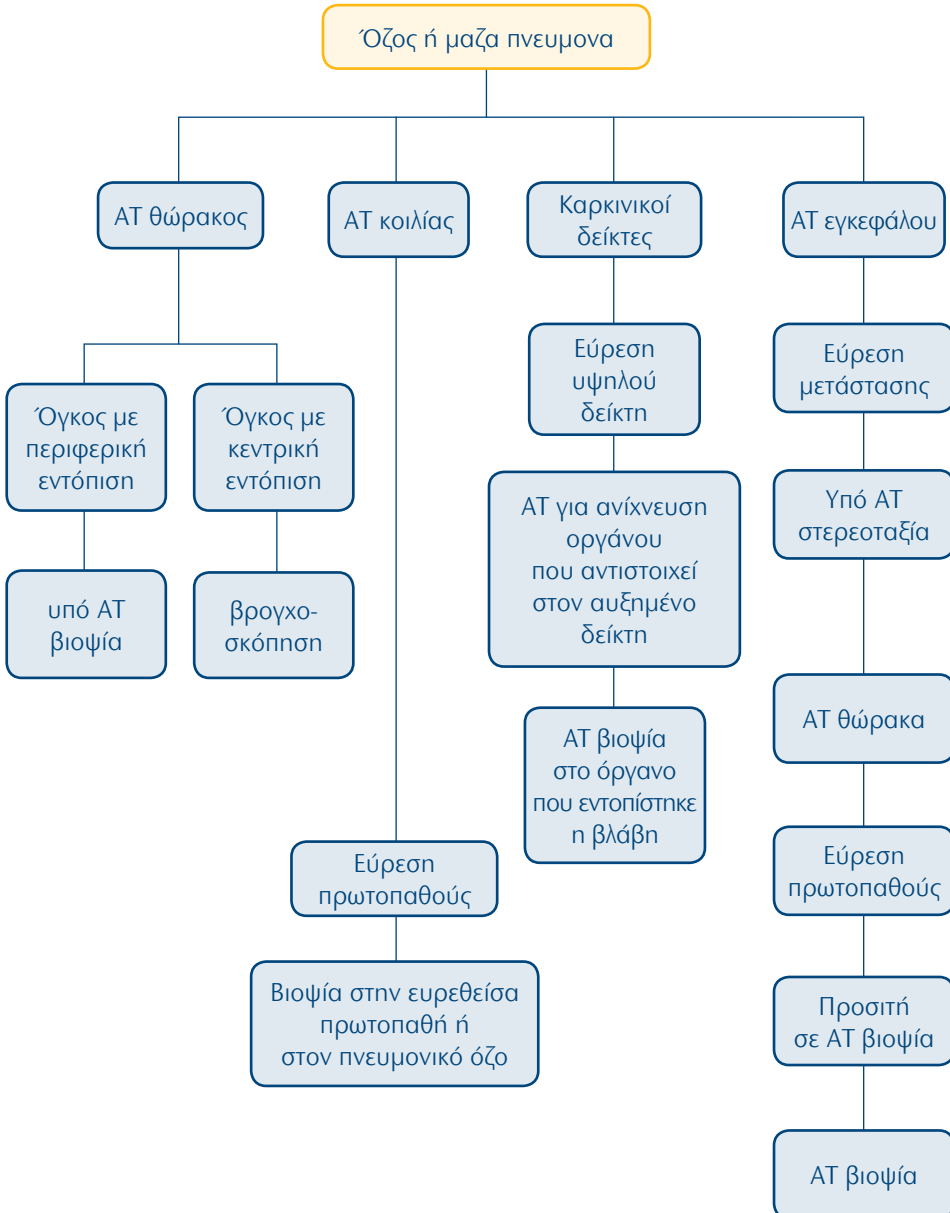 Όζος ή μαζα πνευμονα
ΑΤ θώρακος
ΑΤ κοιλίας
Καρκινικοί
δείκτες
ΑΤ εγκεφάλου
Όγκος με
περιφερική
εντόπιση
Όγκος με
κεντρική
εντόπιση
υπό ΑΤ
βιοψία
βρογχο-
σκόπηση
Εύρεση
πρωτοπαθούς
Βιοψία στην ευρεθείσα
πρωτοπαθή ή
στον πνευμονικό όζο
Εύρεση
υψηλού
δείκτη
ΑΤ για ανίχνευση
οργάνου
που αντιστοιχεί
στον αυξημένο
δείκτη
ΑΤ βιοψία
στο όργανο
που εντοπίστηκε
η βλάβη
Εύρεση
μετάστασης
Υπό ΑΤ
στερεοταξία
ΑΤ θώρακα
Εύρεση
πρωτοπαθούς
Προσιτή
σε ΑΤ βιοψία
ΑΤ βιοψία